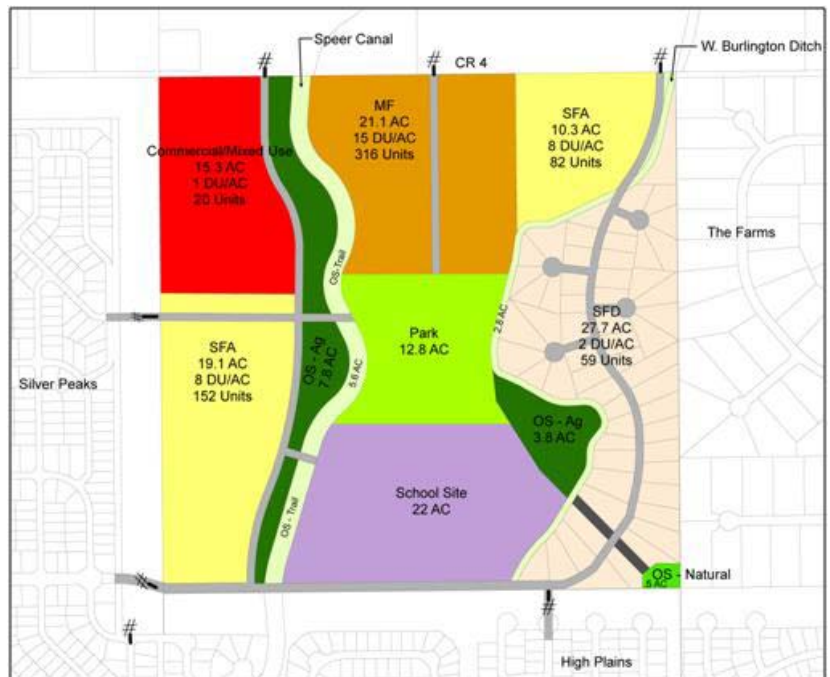 Speer Canal
W. Burlington Ditch
#
#
#
CR 4
MF
21.1 AC
15 DU/AC
316 Units
SFA
10.3 AC
8 DU/AC
82 Units
Commercial/Mixed Use
15.3 AC
1 DU/AC
20 Units
The Farms
OS-Trail
2.8 AC
SFD
27.7 AC
2 DU/AC
59 Units
#
Park
12.8 AC
SFA
19.1 AC
8 DU/AC
152 Units
OS - Ag
7.8 AC
5.6 AC
Silver Peaks
OS - Ag
3.8 AC
School Site
22 AC
OS - Trail
OS - Natural
.5 AC
#
#
#
High Plains